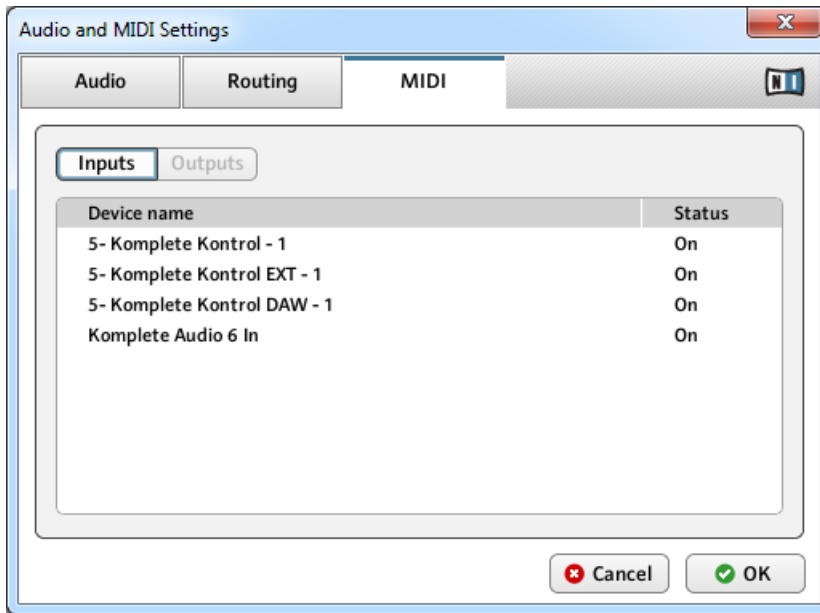 Audio and MIDI Settings
Audio Routing MIDI
NI
Inputs Outputs
Device name Status
5- Komplete Kontrol - 1 On
5- Komplete Kontrol EXT - 1 On
5- Komplete Kontrol DAW - 1 On
Komplete Audio 6 In On
Cancel OK